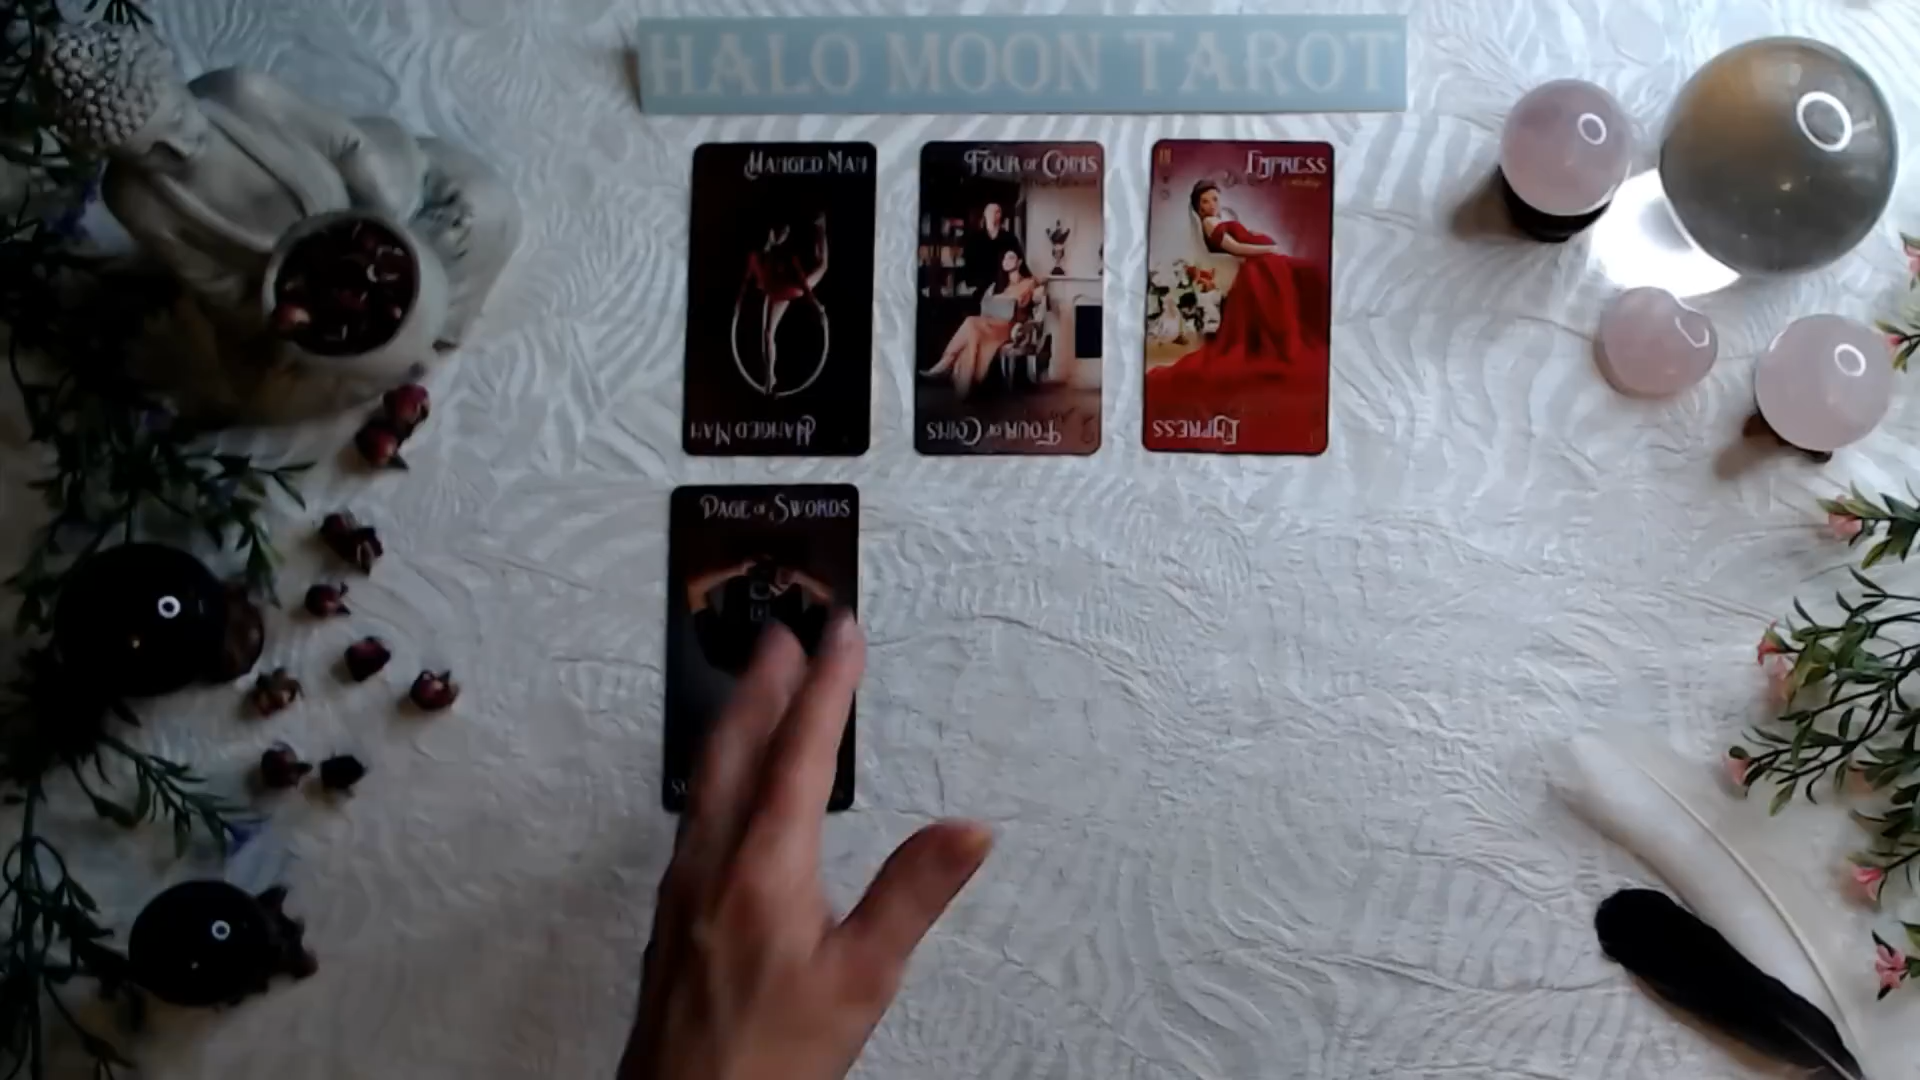 HALO MOON TAROT
HANGED MAN
FOUR OF COINS
EMPRESS
HANGED MAN
FOUR OF COINS
EMPRESS
PAGE OF SWORDS